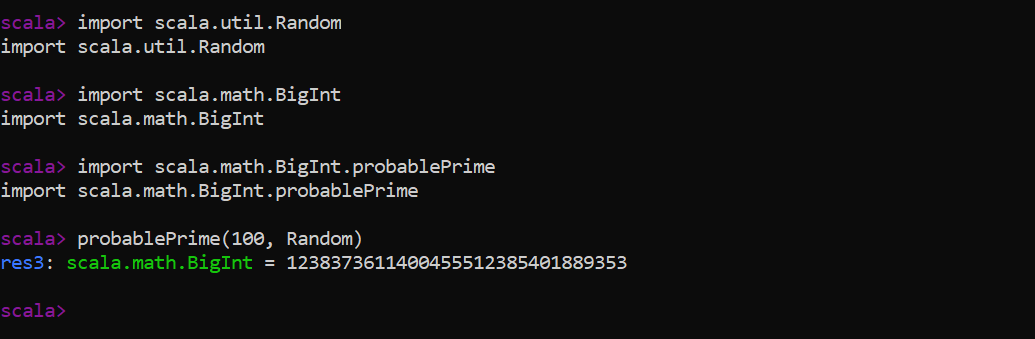 scala> import scala.util.Random
import scala.util.Random
scala> import scala.math.BigInt
import scala.math.BigInt
scala> import scala.math.BigInt.probablePrime
import scala.math.BigInt.probablePrime
scala> probablePrime(100, Random)
res3: scala.math.BigInt = 1238373611400455512385401889353
scala>